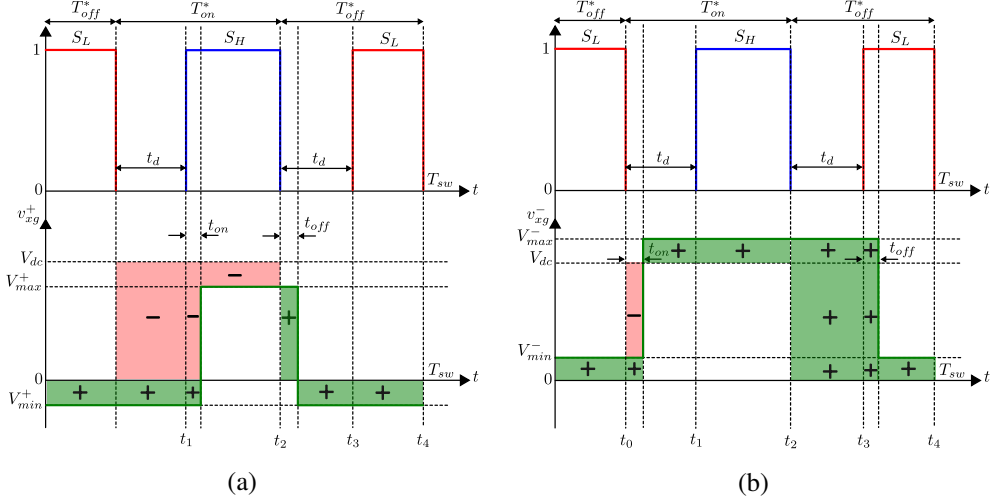 T*off T*on T*off
1 SL SH SL
td td
0 Tsw t
v+xg
ton toff
Vdc
V+max
−
− − +
0 Tsw t
V+min + + + + +
t1 t2 t3 t4
(a)
T*off T*on T*off
1 SL SH SL
td td
0 Tsw t
v−xg
V−max
Vdc ton + + + + toff
− + +
V−min
+ + + + + Tsw
0 t
t0 t1 t2 t3 t4
(b)